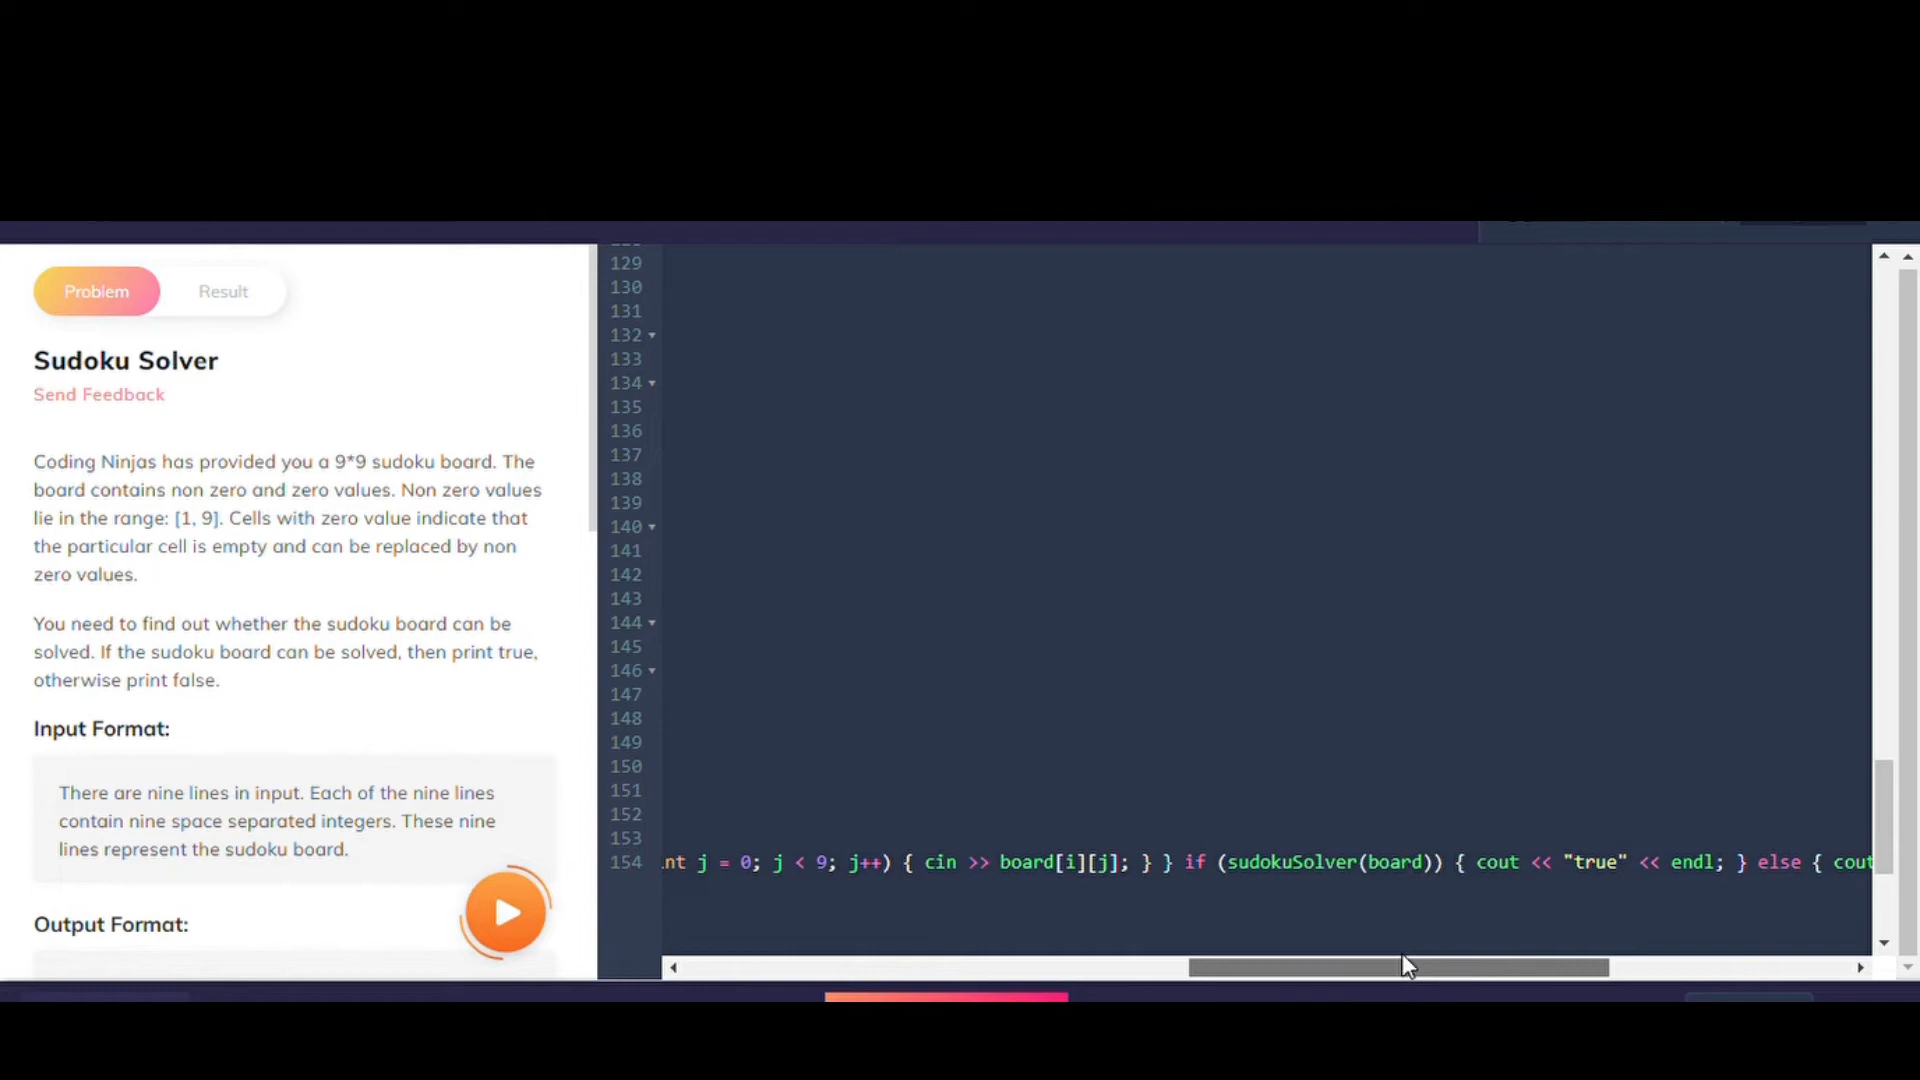 Problem
Result
Sudoku Solver
Send Feedback
Coding Ninjas has provided you a 9*9 sudoku board. The
board contains non zero and zero values. Non zero values
lie in the range: [1, 9]. Cells with zero value indicate that
the particular cell is empty and can be replaced by non
zero values.
You need to find out whether the sudoku board can be
solved. If the sudoku board can be solved, then print true,
otherwise print false.
Input Format:
There are nine lines in input. Each of the nine lines
contain nine space separated integers. These nine
lines represent the sudoku board.
Output Format:
129
130
131
132
133
134
135
136
137
138
139
140
141
142
143
144
145
146
147
148
149
150
151
152
153
154 nt j = 0; j < 9; j++) { cin >> board[i][j]; } } if (sudokuSolver(board)) { cout << "true" << endl; } else { cout